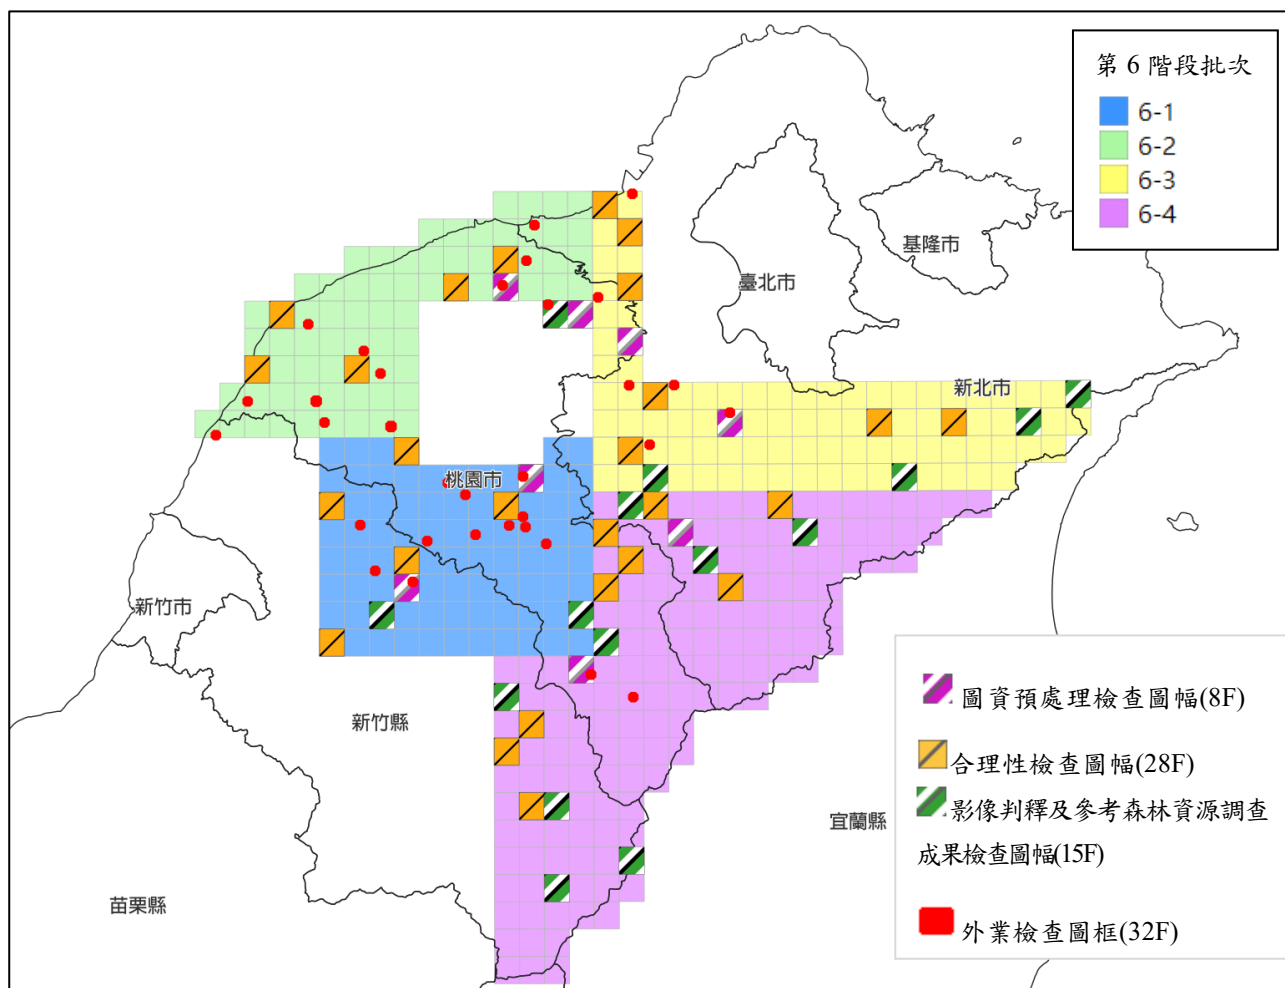 第 6 階段批次
6-1
6-2
6-3
6-4
基隆市
臺北市
新北市
桃園市
新竹市
新竹縣
宜蘭縣
苗栗縣
圖資預處理檢查圖幅(8F)
合理性檢查圖幅(28F)
影像判釋及參考森林資源調查
成果檢查圖幅(15F)
外業檢查圖框(32F)